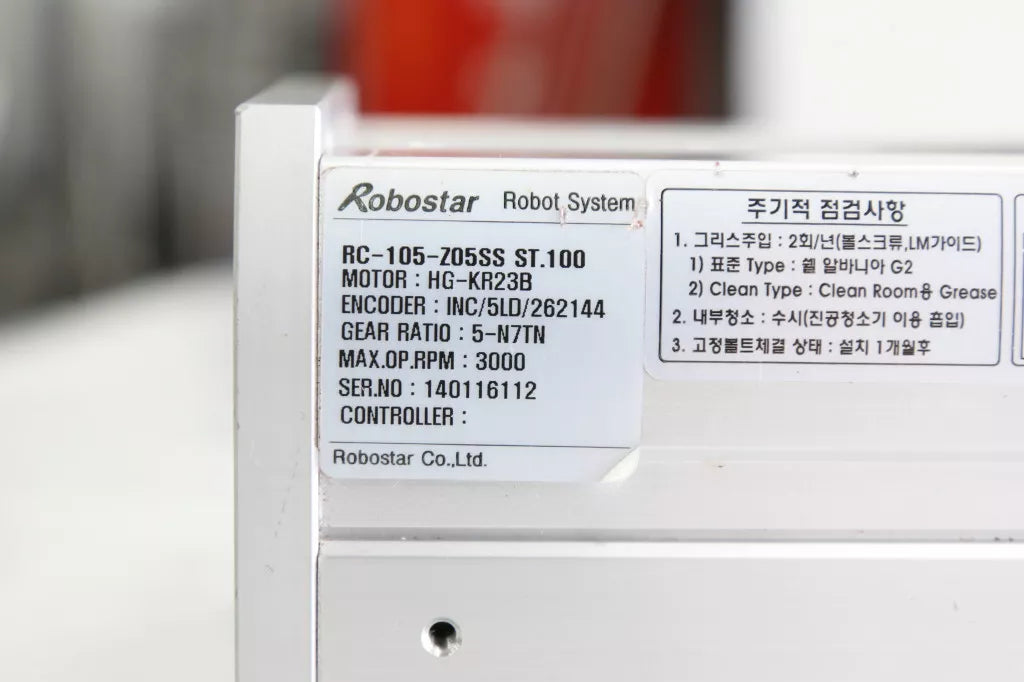 Robostar Robot System
RC-105-Z05SS ST.100
MOTOR : HG-KR23B
ENCODER : INC/5LD/262144
GEAR RATIO : 5-N7TN
MAX.OP.RPM : 3000
SER.NO : 140116112
CONTROLLER :
Robostar Co.,Ltd.
주기적 점검사항
1. 그리스주입 : 2회/년(볼스크류,LM가이드)
1) 표준 Type : 쉘 알바니아 G2
2) Clean Type : Clean Room용 Grease
2. 내부청소 : 수시(진공청소기 이용 흡입)
3. 고정볼트체결 상태 : 설치 1개월후